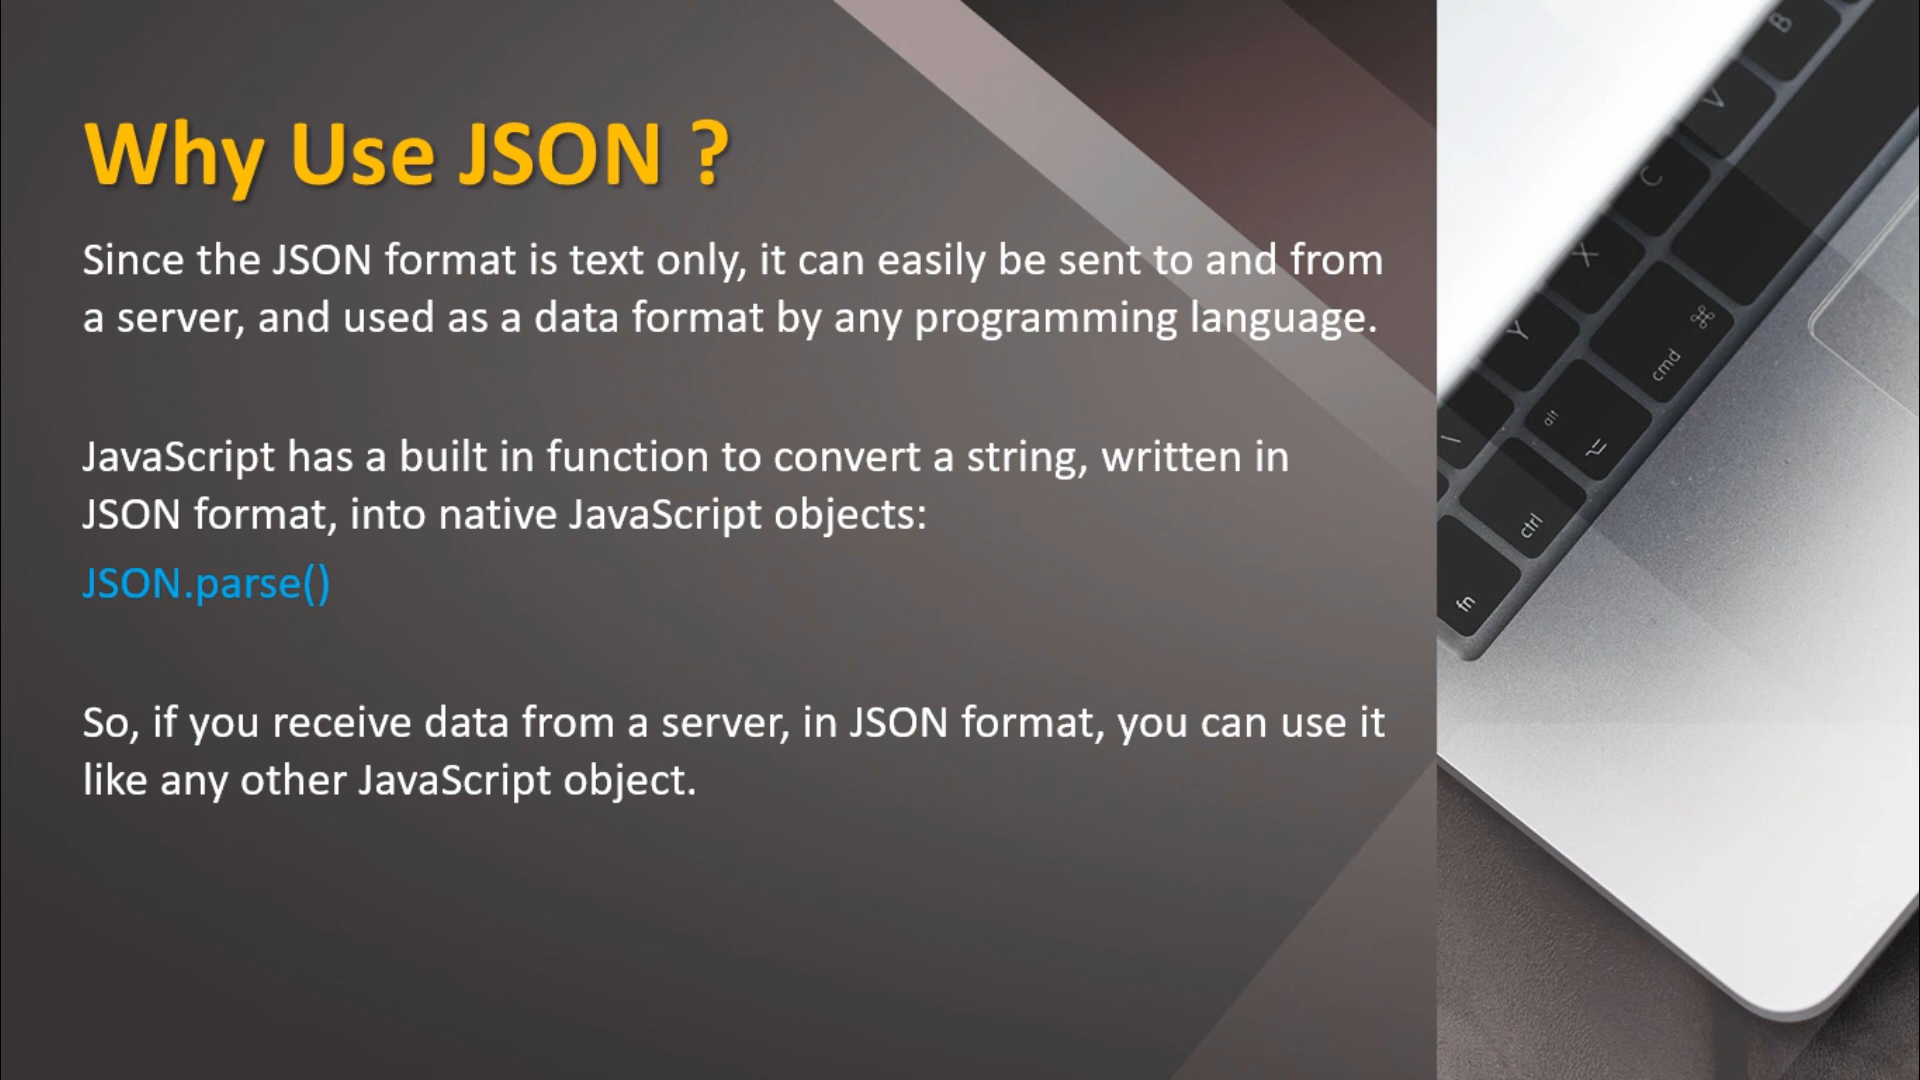 Why Use JSON ?
Since the JSON format is text only, it can easily be sent to and from
a server, and used as a data format by any programming language.
JavaScript has a built in function to convert a string, written in
JSON format, into native JavaScript objects:
JSON.parse()
So, if you receive data from a server, in JSON format, you can use it
like any other JavaScript object.
B
V
C
X
Y
⌘
cmd
alt
⌥
ctrl
fn